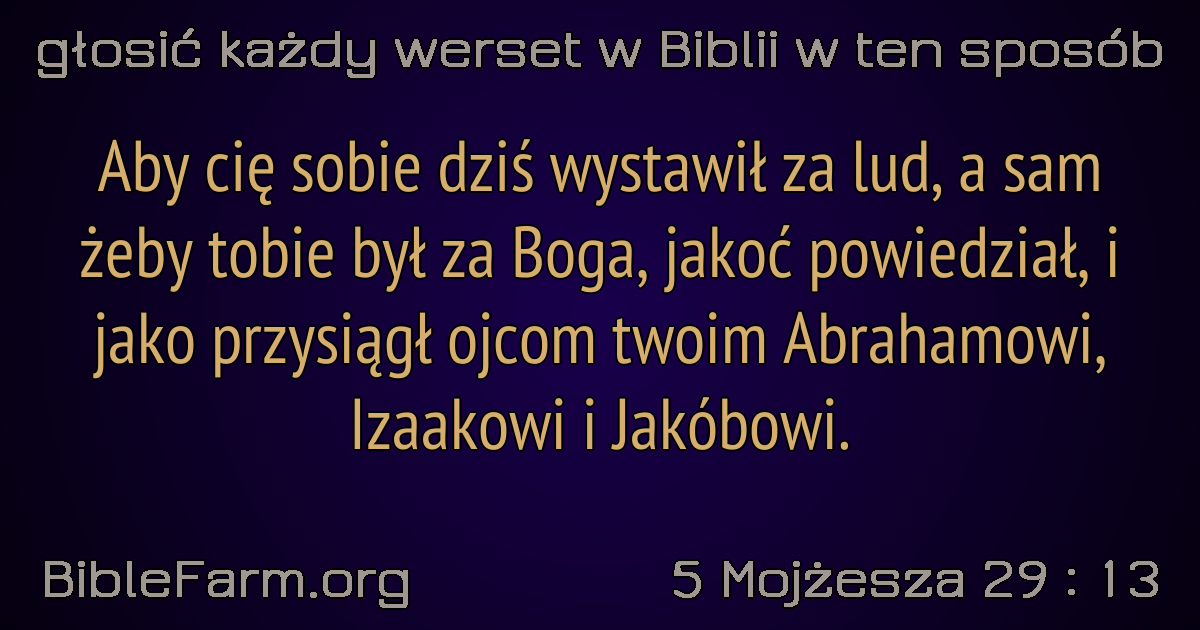 głosić każdy werset w Biblii w ten sposób
Aby cię sobie dziś wystawił za lud, a sam
żeby tobie był za Boga, jakoć powiedział, i
jako przysiągł ojcom twoim Abrahamowi,
Izaakowi i Jakóbowi.
BibleFarm.org
5 Mojżesza 29 : 13